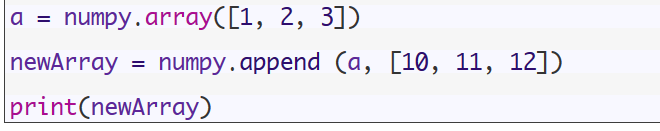 a = numpy.array([1, 2, 3])
newArray = numpy.append (a, [10, 11, 12])
print(newArray)